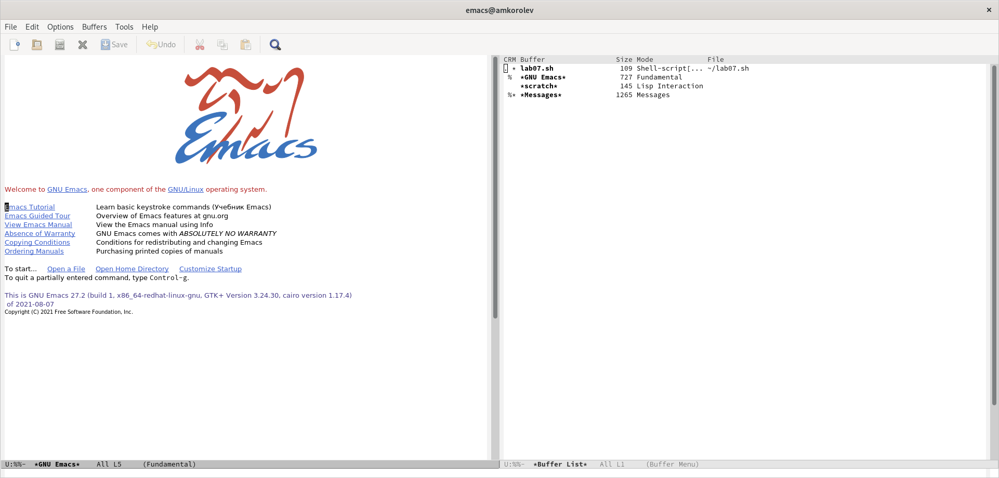 emacs@amkorolev ×
File Edit Options Buffers Tools Help
Save Undo
Emacs
Welcome to GNU Emacs, one component of the GNU/Linux operating system.
Emacs Tutorial Learn basic keystroke commands (Учебник Emacs)
Emacs Guided Tour Overview of Emacs features at gnu.org
View Emacs Manual View the Emacs manual using Info
Absence of Warranty GNU Emacs comes with ABSOLUTELY NO WARRANTY
Copying Conditions Conditions for redistributing and changing Emacs
Ordering Manuals Purchasing printed copies of manuals
To start... Open a File Open Home Directory Customize Startup
To quit a partially entered command, type Control-g.
This is GNU Emacs 27.2 (build 1, x86_64-redhat-linux-gnu, GTK+ Version 3.24.30, cairo version 1.17.4)
of 2021-08-07
Copyright (C) 2021 Free Software Foundation, Inc.
U:%%- *GNU Emacs* All L5 (Fundamental)
CRM Buffer Size Mode File
. * lab07.sh 109 Shell-script[... ~/lab07.sh
% *GNU Emacs* 727 Fundamental
*scratch* 145 Lisp Interaction
%* *Messages* 1265 Messages
U:%%- *Buffer List* All L1 (Buffer Menu)